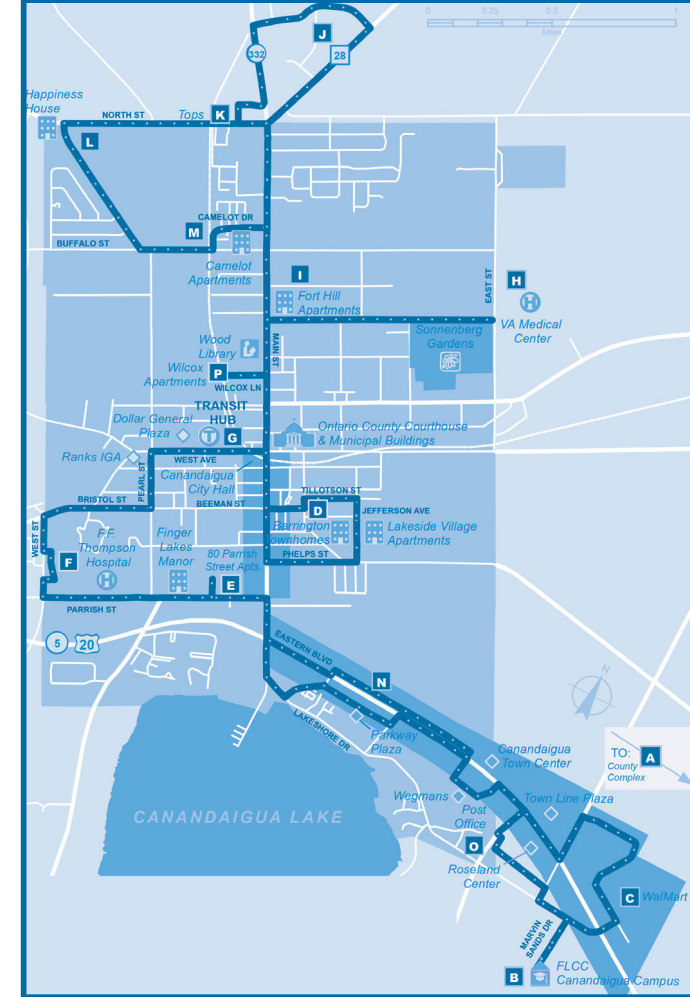 0 0.25 0.5 1
Miles
J
332
28
Happiness
House
NORTH ST
Tops
K
L
CAMELOT DR
M
BUFFALO ST
Camelot
Apartments
I
Fort Hill
Apartments
EAST ST
H
H
VA Medical
Center
Sonnenberg
Gardens
MAIN ST
Wood
Library
Wilcox
Apartments
P
WILCOX LN
TRANSIT
HUB
Dollar General
Plaza
T
G
Ontario County Courthouse
& Municipal Buildings
Ranks IGA
WEST AVE
PEARL ST
Canandaigua
City Hall
BRISTOL ST
BEEMAN ST
TILLOTSON ST
D
JEFFERSON AVE
Barrington
Townhomes
Lakeside Village
Apartments
WEST ST
F
F.F.
Thompson
Hospital
H
Finger
Lakes
Manor
80 Parrish
Street Apts.
E
PHELPS ST
PARRISH ST
5
20
EASTERN BLVD
N
N
LAKESHORE DR
Parkway
Plaza
TO:
County
Complex
A
Canandaigua
Town Center
Wegmans
Post
Office
Town Line Plaza
CANANDAIGUA LAKE
O
Roseland
Center
C
WalMart
MARVIN
SANDS DR
B
FLCC
Canandaigua Campus